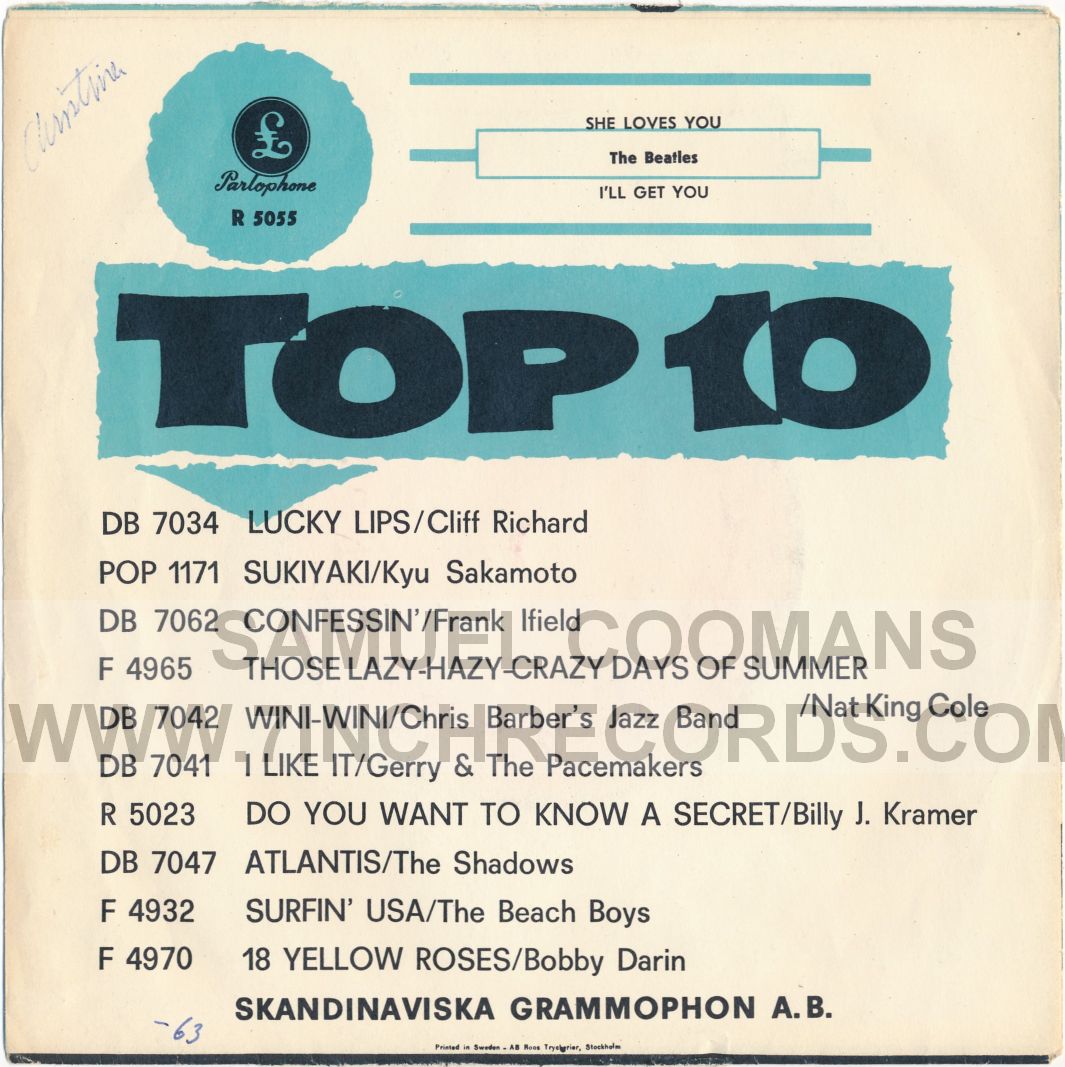 Christina
£
Parlophone
R 5055
SHE LOVES YOU
The Beatles
I'LL GET YOU
TOP 10
DB 7034 LUCKY LIPS/Cliff Richard
POP 1171 SUKIYAKI/Kyu Sakamoto
DB 7062 CONFESSIN'/Frank Ifield
F 4965 THOSE LAZY-HAZY-CRAZY DAYS OF SUMMER
/Nat King Cole
DB 7042 WINI-WINI/Chris Barber's Jazz Band
DB 7041 I LIKE IT/Gerry & The Pacemakers
R 5023 DO YOU WANT TO KNOW A SECRET/Billy J. Kramer
DB 7047 ATLANTIS/The Shadows
F 4932 SURFIN' USA/The Beach Boys
F 4970 18 YELLOW ROSES/Bobby Darin
SKANDINAVISKA GRAMMOPHON A.B.
-63
Printed in Sweden - AB Roos Tryckerier, Stockholm
SAMUEL COOMANS
WWW.7INCHRECORDS.COM